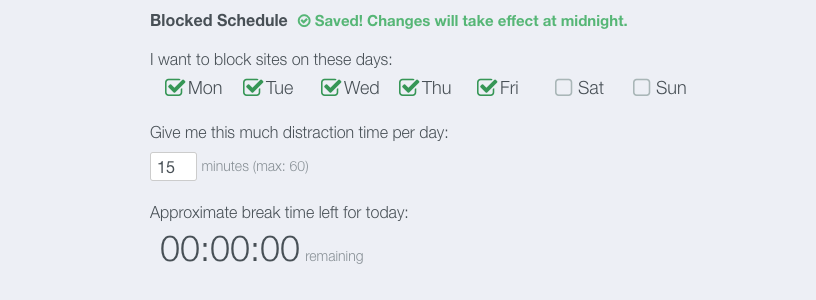 Blocked Schedule Saved! Changes will take effect at midnight.
I want to block sites on these days:
Mon Tue Wed Thu Fri Sat Sun
Give me this much distraction time per day:
15 minutes (max: 60)
Approximate break time left for today:
00:00:00 remaining